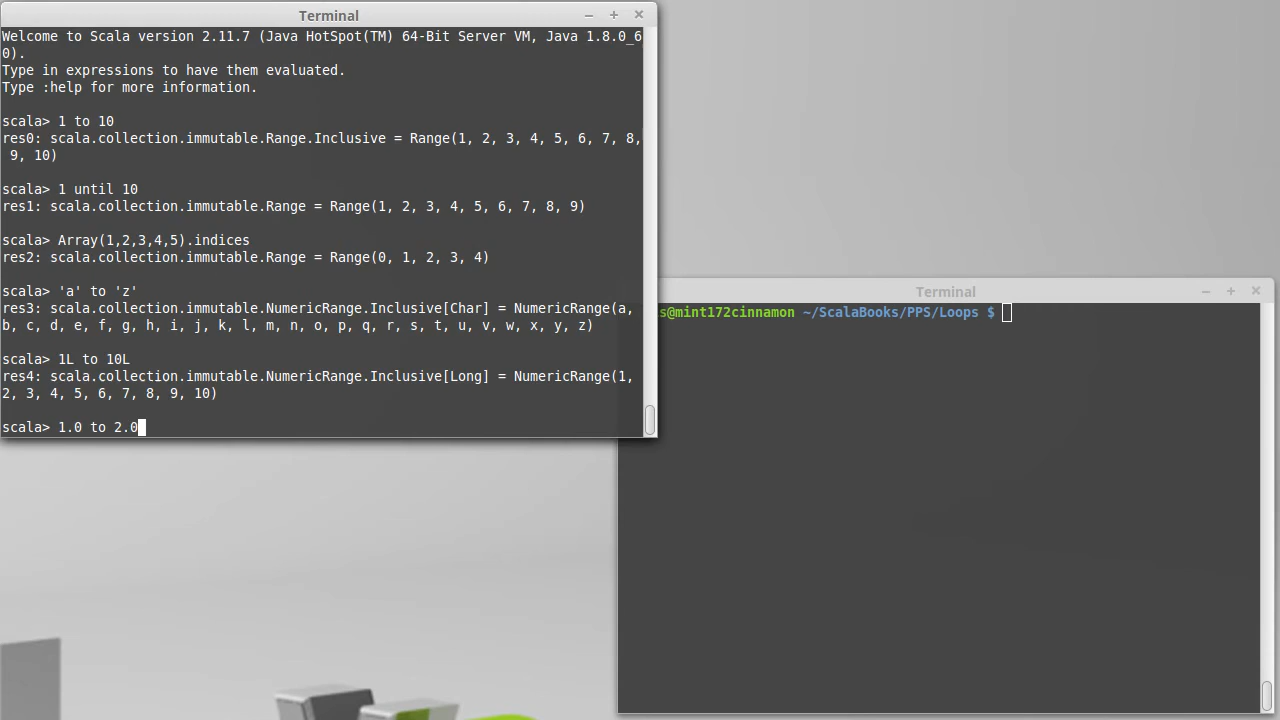 Terminal
Welcome to Scala version 2.11.7 (Java HotSpot(TM) 64-Bit Server VM, Java 1.8.0_6
0).
Type in expressions to have them evaluated.
Type :help for more information.
scala> 1 to 10
res0: scala.collection.immutable.Range.Inclusive = Range(1, 2, 3, 4, 5, 6, 7, 8,
9, 10)
scala> 1 until 10
res1: scala.collection.immutable.Range = Range(1, 2, 3, 4, 5, 6, 7, 8, 9)
scala> Array(1,2,3,4,5).indices
res2: scala.collection.immutable.Range = Range(0, 1, 2, 3, 4)
scala> 'a' to 'z'
res3: scala.collection.immutable.NumericRange.Inclusive[Char] = NumericRange(a,
b, c, d, e, f, g, h, i, j, k, l, m, n, o, p, q, r, s, t, u, v, w, x, y, z)
scala> 1L to 10L
res4: scala.collection.immutable.NumericRange.Inclusive[Long] = NumericRange(1,
2, 3, 4, 5, 6, 7, 8, 9, 10)
scala> 1.0 to 2.0
Terminal
s@mint172cinnamon ~/ScalaBooks/PPS/Loops $